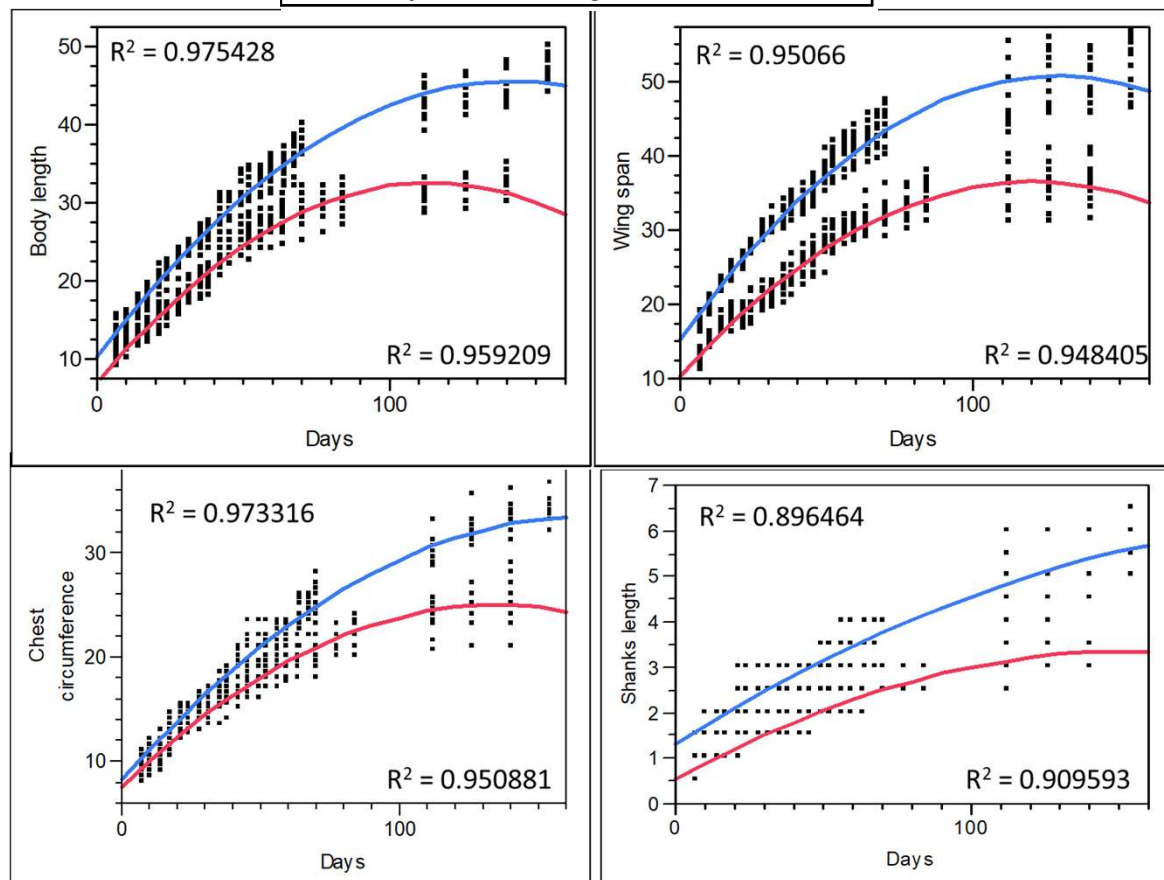 R² = 0.975428
50
40
30
20
10
Body length
R² = 0.959209
0
100
Days
R² = 0.95066
50
40
30
20
10
Wing span
R² = 0.948405
0
100
Days
R² = 0.973316
30
20
10
Chest
circumference
R² = 0.950881
0
100
Days
R² = 0.896464
7
6
5
4
3
2
1
0
Shanks length
R² = 0.909593
0
100
Days